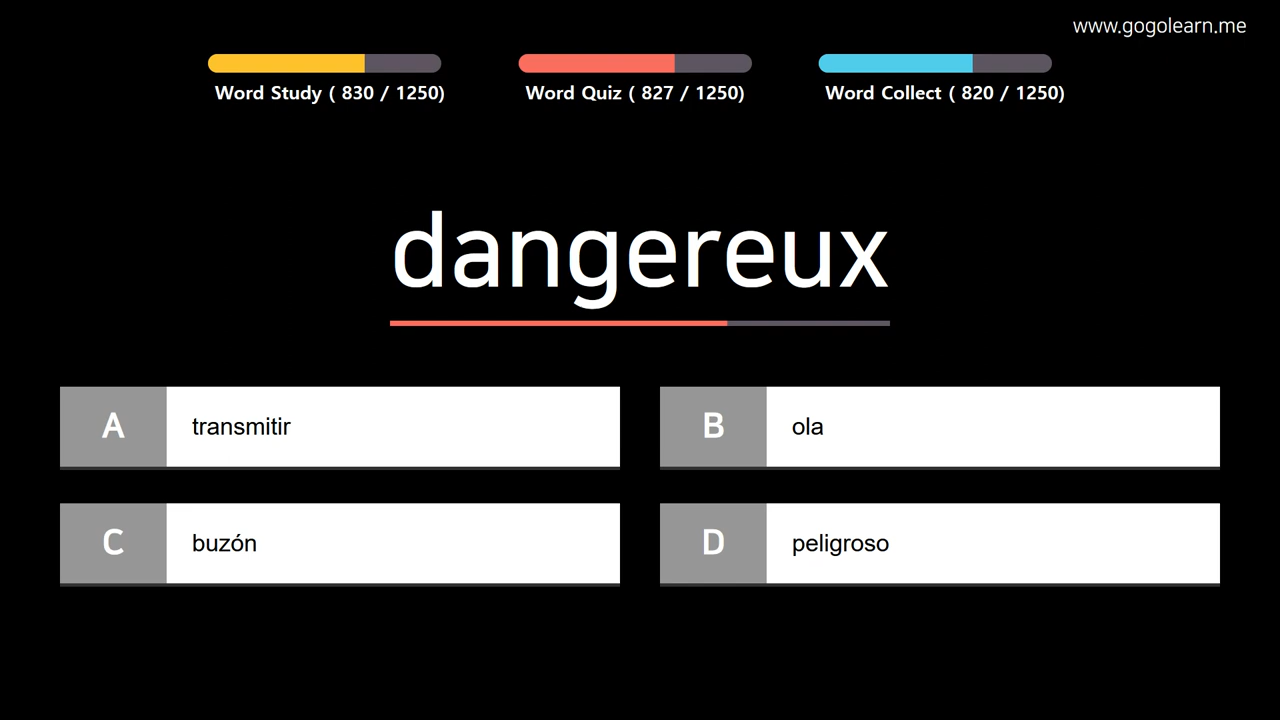 www.gogolearn.me
Word Study ( 830 / 1250)
Word Quiz ( 827 / 1250)
Word Collect ( 820 / 1250)
dangereux
A transmitir
B ola
C buzón
D peligroso